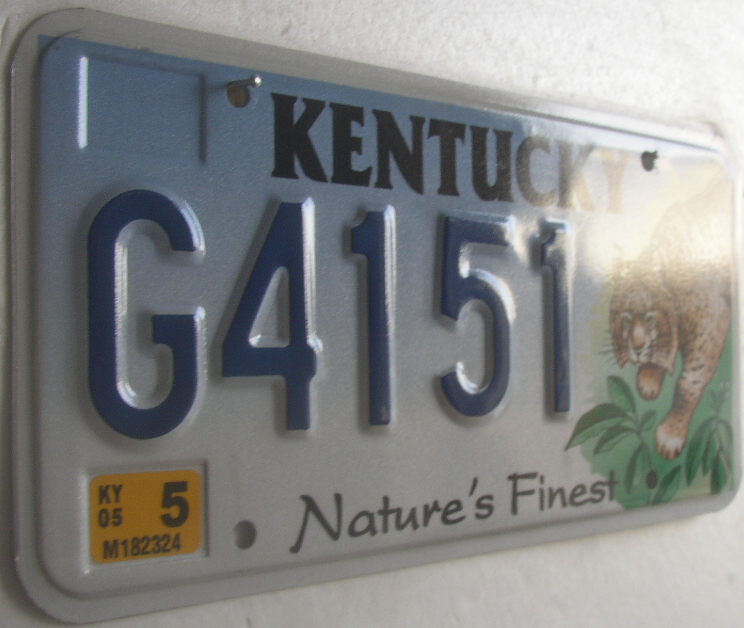 KENTUCKY
G4151
KY
05
5
M182324
Nature's Finest